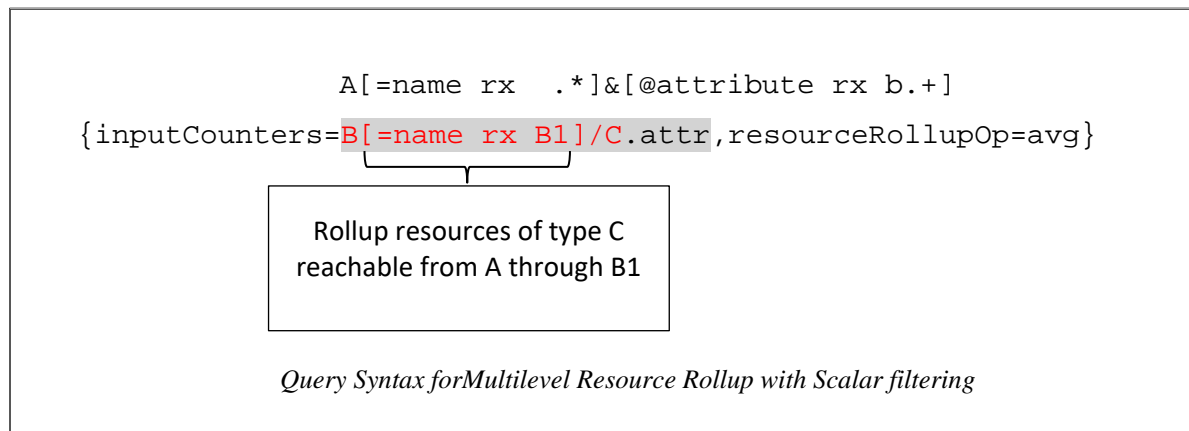 A[=name rx  .*]&[@attribute rx b.+]
{inputCounters=B[=name rx B1]/C.attr,resourceRollupOp=avg}
Rollup resources of type C
reachable from A through B1
Query Syntax forMultilevel Resource Rollup with Scalar filtering